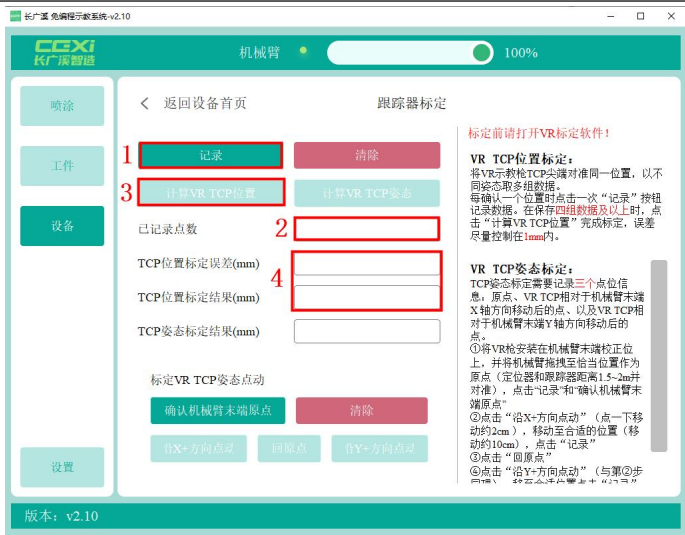 长广溪 免编程示教系统-v2.10
CGXi
长广溪智造
机械臂
100%
喷涂
工件
设备
设置
返回设备首页
跟踪器标定
1
记录
清除
3
计算VR TCP位置
计算VR TCP姿态
已记录点数
2
TCP位置标定误差(mm)
4
TCP位置标定结果(mm)
TCP姿态标定结果(mm)
标定VR TCP姿态点动
确认机械臂末端原点
清除
沿X+方向点动
回原点
沿Y+方向点动
标定前请打开VR标定软件！
VR TCP位置标定：
将VR示教枪TCP尖端对准同一位置，以不
同姿态取多组数据。
每确认一个位置时点击一次“记录”按钮
记录数据。在保存四组数据及以上时，点
击“计算VR TCP位置”完成标定，误差
尽量控制在1mm内。
VR TCP姿态标定：
TCP姿态标定需要记录三个点位信
息：原点、VR TCP相对于机械臂末端
X轴方向移动后的点、以及VR TCP相
对于机械臂末端Y轴方向移动后的
点。
①将VR枪安装在机械臂末端校正位
上，并将机械臂拖拽至恰当位置作为
原点（定位器和跟踪器距离1.5~2m并
对准），点击“记录”和“确认机械臂末
端原点”
②点击“沿X+方向点动”（点一下移
动约2cm ），移动至合适的位置（移
动约10cm），点击“记录”
③点击“回原点”
④点击“沿Y+方向点动”（与第②步
同理），移至合适位置点击“记录”
版本：v2.10